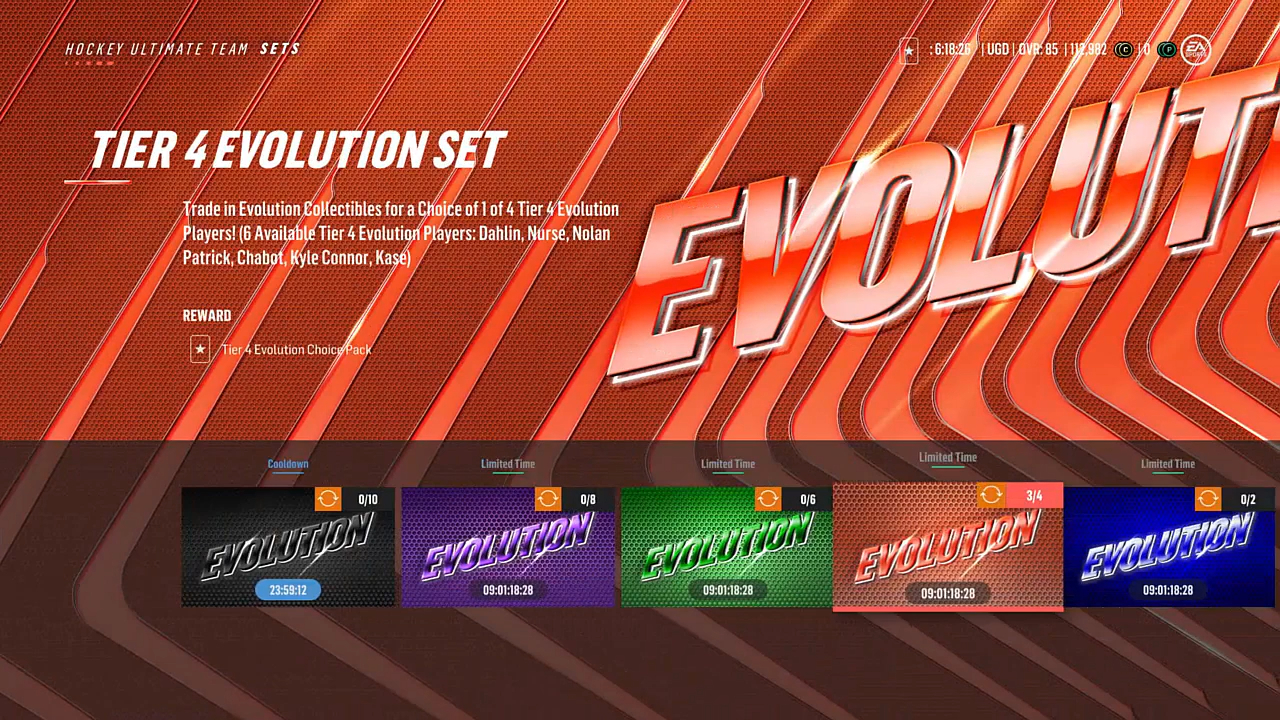 HOCKEY ULTIMATE TEAM SETS
: 6:18:26 | UGD | OVR: 85 | 112,982 C | 0 P EA SPORTS
TIER 4 EVOLUTION SET
Trade in Evolution Collectibles for a Choice of 1 of 4 Tier 4 Evolution
Players! (6 Available Tier 4 Evolution Players: Dahlin, Nurse, Nolan
Patrick, Chabot, Kyle Connor, Kase)
EVOLUT
REWARD
Tier 4 Evolution Choice Pack
Cooldown
0/10
EVOLUTION
23:59:12
Limited Time
0/8
EVOLUTION
09:01:18:28
Limited Time
0/6
EVOLUTION
09:01:18:28
Limited Time
3/4
EVOLUTION
09:01:18:28
Limited Time
0/2
EVOLUTION
09:01:18:28